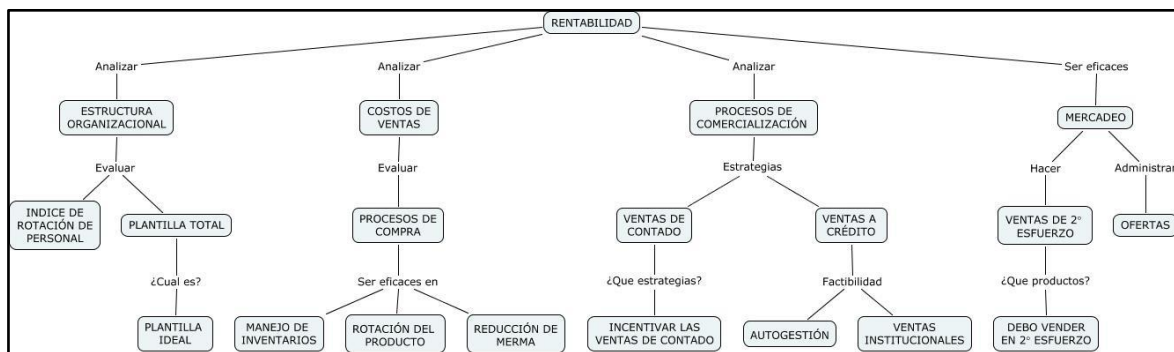 RENTABILIDAD
Analizar
Analizar
Analizar
Ser eficaces
ESTRUCTURA
ORGANIZACIONAL
COSTOS DE
VENTAS
PROCESOS DE
COMERCIALIZACIÓN
MERCADEO
Evaluar
Evaluar
Estrategias
Hacer
Administrar
INDICE DE
ROTACIÓN DE
PERSONAL
PLANTILLA TOTAL
PROCESOS DE
COMPRA
VENTAS DE
CONTADO
VENTAS A
CRÉDITO
VENTAS DE 2°
ESFUERZO
OFERTAS
¿Cual es?
Ser eficaces en
¿Que estrategias?
Factibilidad
¿Que productos?
PLANTILLA
IDEAL
MANEJO DE
INVENTARIOS
ROTACIÓN DEL
PRODUCTO
REDUCCIÓN DE
MERMA
INCENTIVAR LAS
VENTAS DE CONTADO
AUTOGESTIÓN
VENTAS
INSTITUCIONALES
DEBO VENDER
EN 2° ESFUERZO